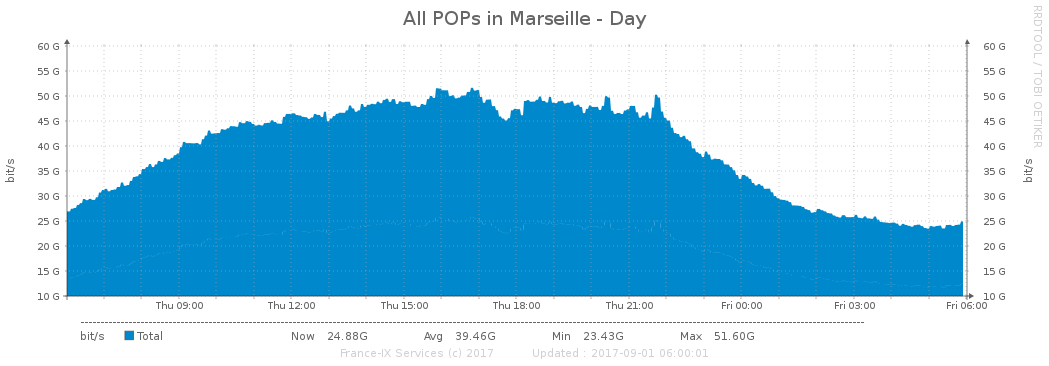 All POPs in Marseille - Day
RRDTOOL / TOBI OETIKER
60 G 60 G
55 G 55 G
50 G 50 G
45 G 45 G
40 G 40 G
35 G 35 G
30 G 30 G
25 G 25 G
20 G 20 G
15 G 15 G
10 G 10 G
bit/s
bit/s
Thu 09:00 Thu 12:00 Thu 15:00 Thu 18:00 Thu 21:00 Fri 00:00 Fri 03:00 Fri 06:00
bit/s Total Now 24.88G Avg 39.46G Min 23.43G Max 51.60G
France-IX Services (c) 2017 Updated : 2017-09-01 06:00:01